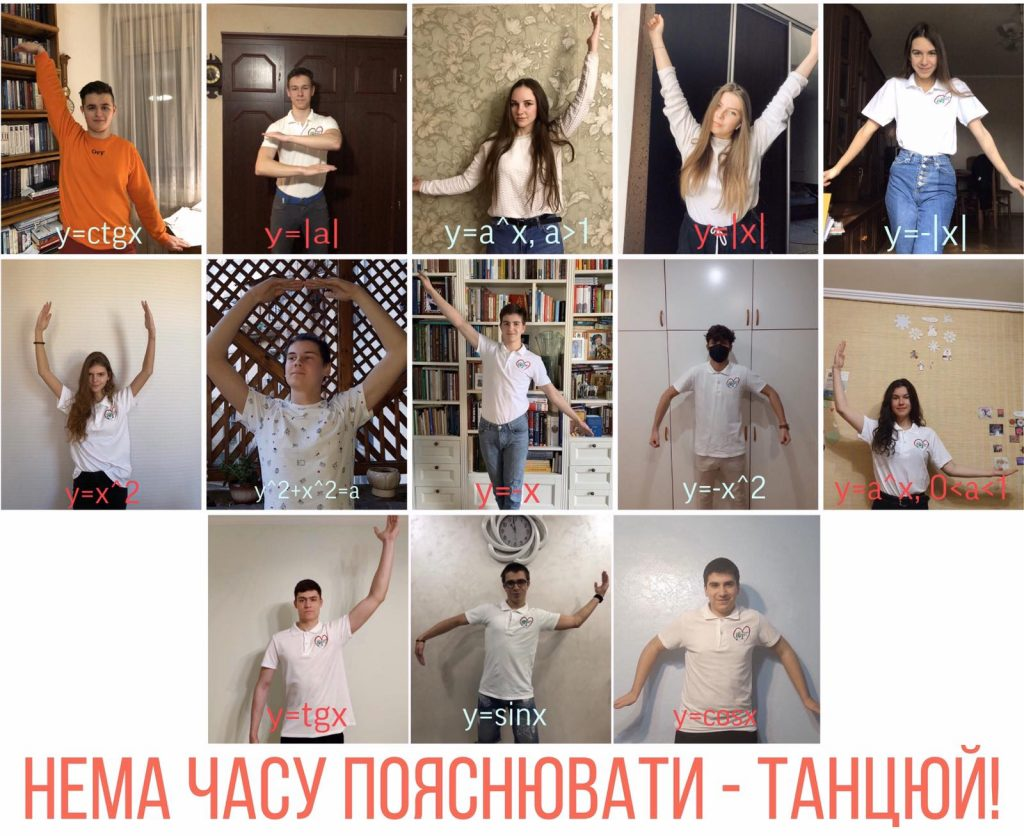 y=ctgx
y=|a|
y=a^x, a>1
y=|x|
y=-|x|
y=x^2
y^2+x^2=a
y=-x
y=-x^2
y=a^x, 0<a<1
y=tgx
y=sinx
y=cosx
НЕМА ЧАСУ ПОЯСНЮВАТИ - ТАНЦЮЙ!